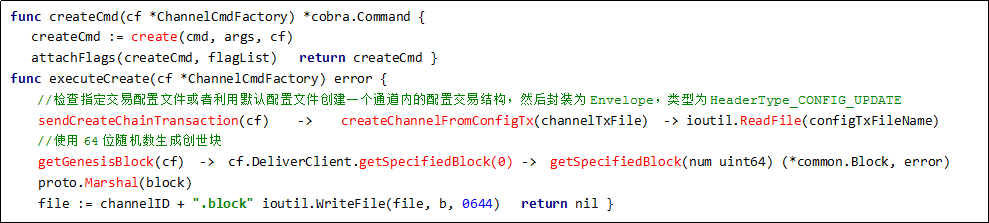 func createCmd(cf *ChannelCmdFactory) *cobra.Command {
createCmd := create(cmd, args, cf)
attachFlags(createCmd, flagList) return createCmd }
func executeCreate(cf *ChannelCmdFactory) error {
//检查指定交易配置文件或者利用默认配置文件创建一个通道内的配置交易结构，然后封装为 Envelope，类型为 HeaderType_CONFIG_UPDATE
sendCreateChainTransaction(cf) -> createChannelFromConfigTx(channelTxFile) -> ioutil.ReadFile(configTxFileName)
//使用 64 位随机数生成创世块
getGenesisBlock(cf) -> cf.DeliverClient.getSpecifiedBlock(0) -> getSpecifiedBlock(num uint64) (*common.Block, error)
proto.Marshal(block)
file := channelID + ".block" ioutil.WriteFile(file, b, 0644) return nil }